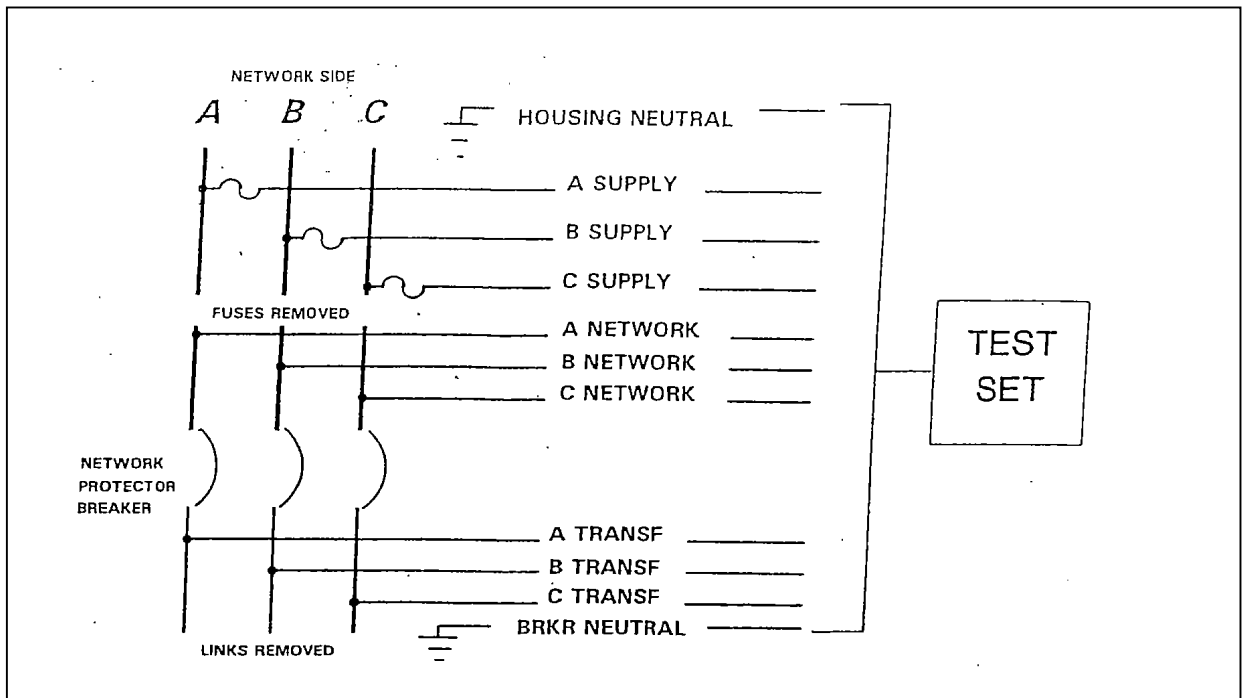 NETWORK SIDE
A B C
HOUSING NEUTRAL
A SUPPLY
B SUPPLY
C SUPPLY
FUSES REMOVED
A NETWORK
B NETWORK
C NETWORK
TEST
SET
NETWORK
PROTECTOR
BREAKER
A TRANSF
B TRANSF
C TRANSF
BRKR NEUTRAL
LINKS REMOVED